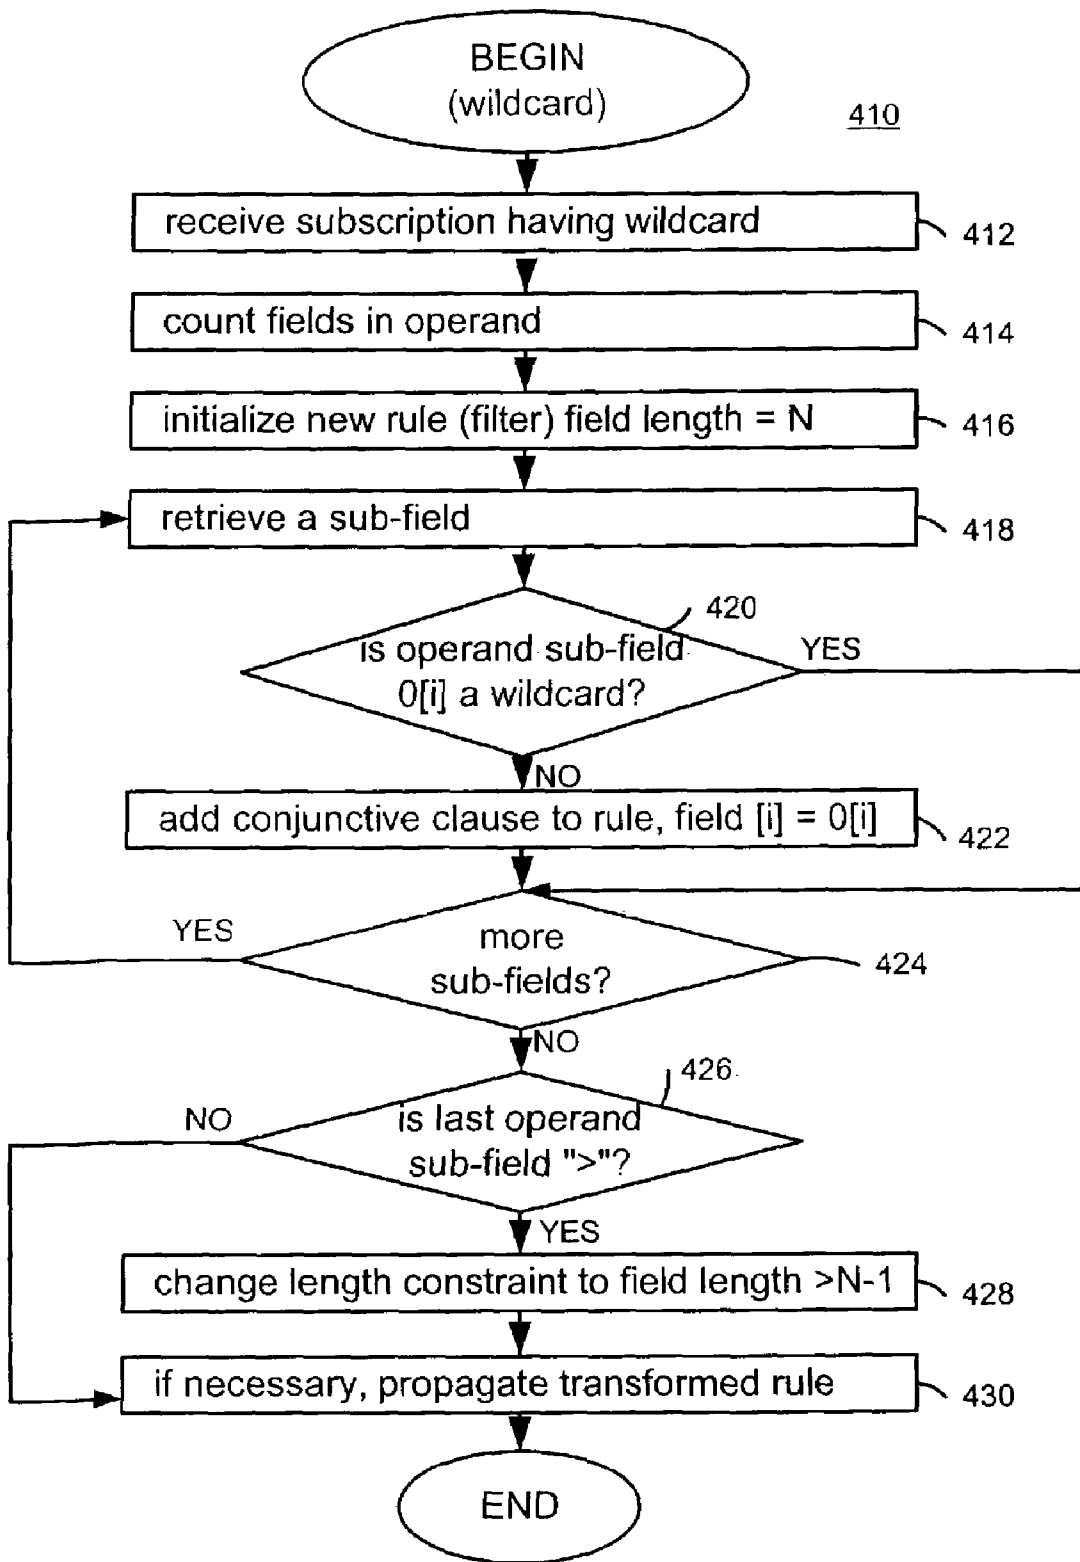 BEGIN
(wildcard)
410
receive subscription having wildcard
412
count fields in operand
414
initialize new rule (filter) field length = N
416
retrieve a sub-field
418
420
is operand sub-field
0[i] a wildcard?
YES
NO
add conjunctive clause to rule, field [i] = 0[i]
422
YES
more
sub-fields?
424
NO
426
NO
is last operand
sub-field ">"?
YES
change length constraint to field length >N-1
428
if necessary, propagate transformed rule
430
END